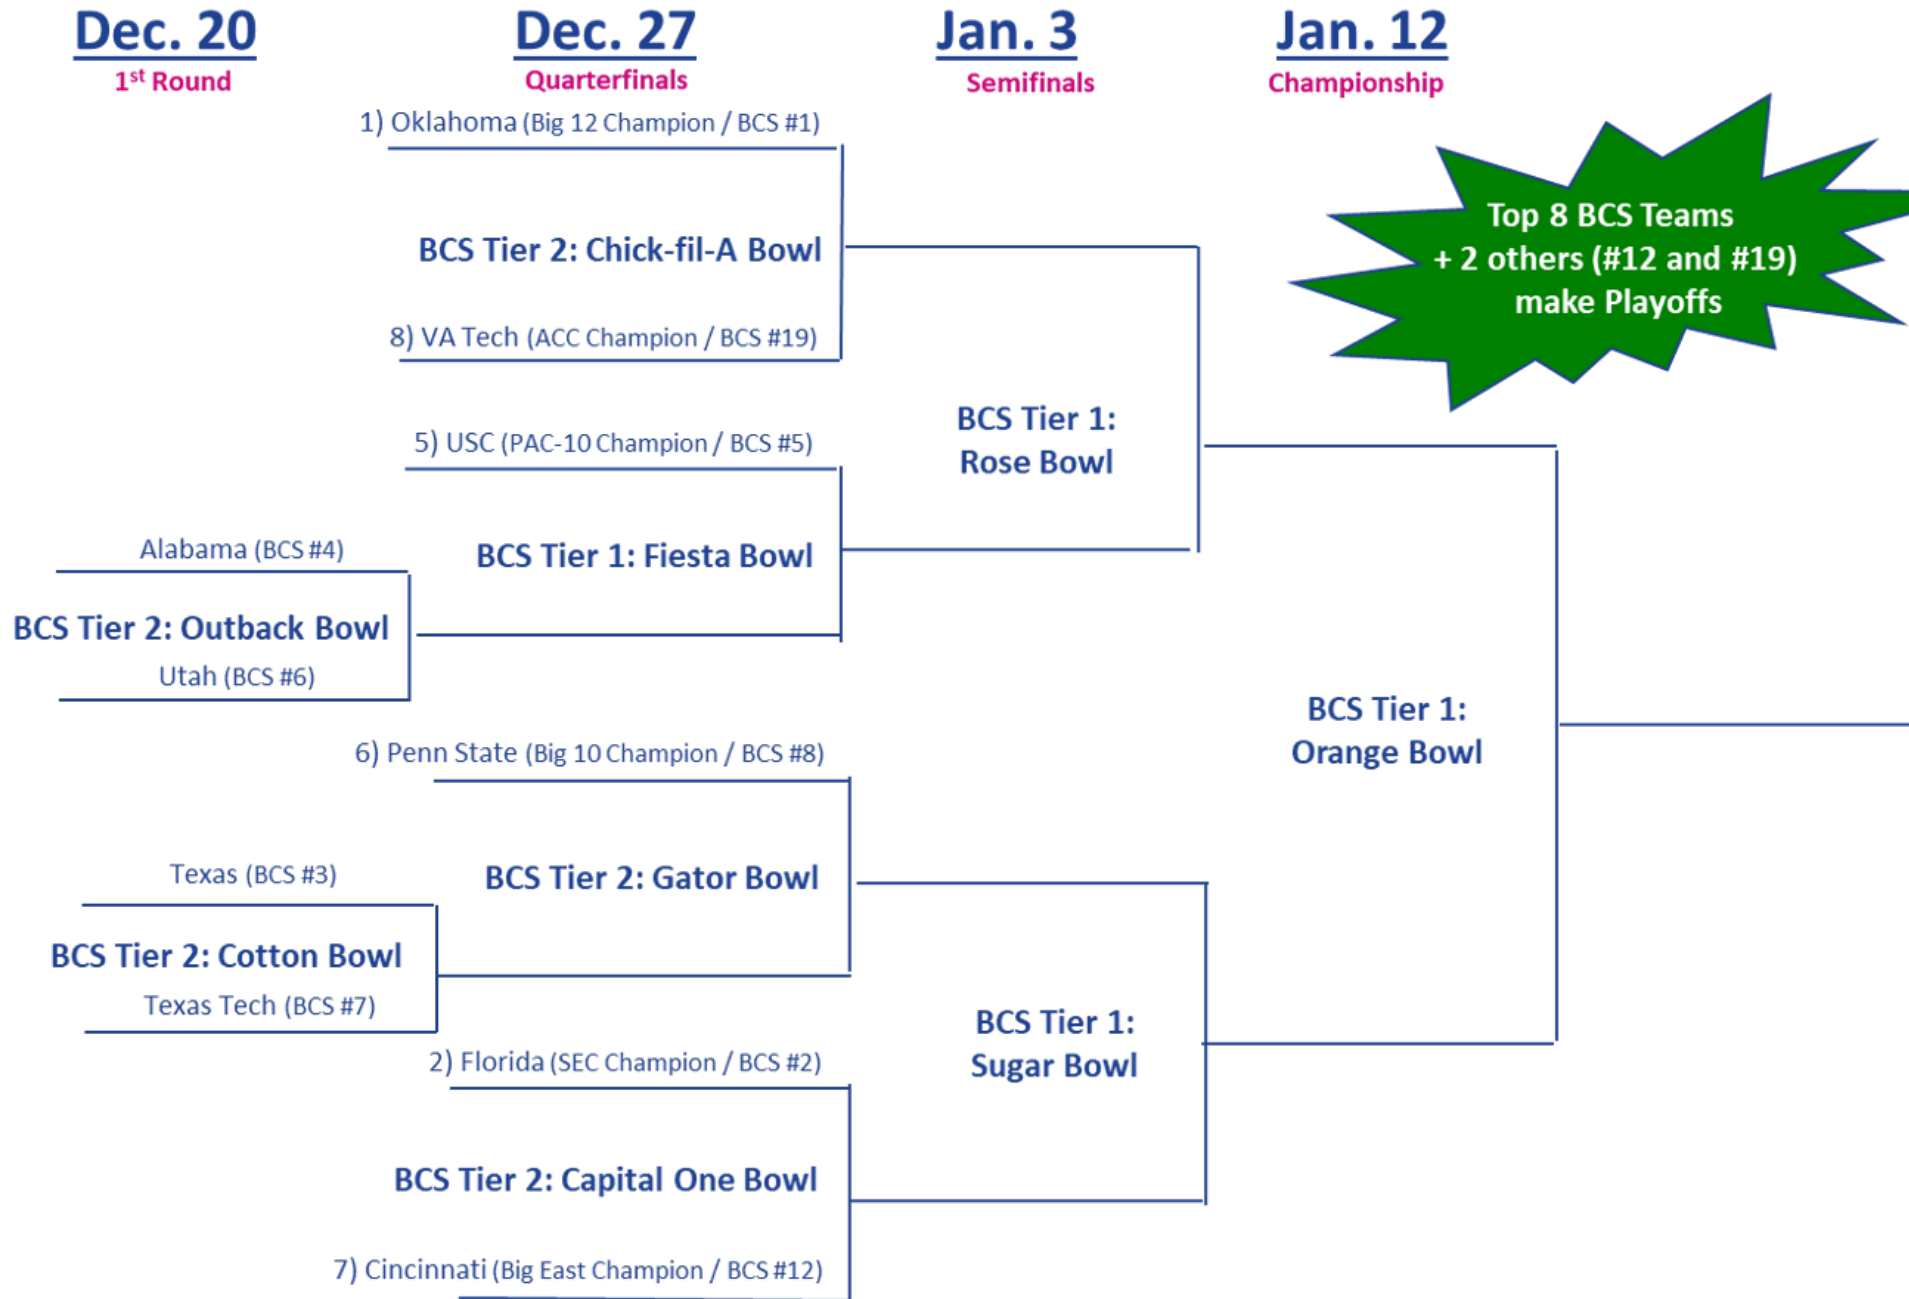 Dec. 20
Dec. 27
Jan. 3
Jan. 12
1st Round
Quarterfinals
Semifinals
Championship
1) Oklahoma (Big 12 Champion / BCS #1)
Top 8 BCS Teams
+ 2 others (#12 and #19)
make Playoffs
BCS Tier 2: Chick-fil-A Bowl
8) VA Tech (ACC Champion / BCS #19)
BCS Tier 1:
Rose Bowl
5) USC (PAC-10 Champion / BCS #5)
Alabama (BCS #4)
BCS Tier 1: Fiesta Bowl
BCS Tier 2: Outback Bowl
Utah (BCS #6)
BCS Tier 1:
Orange Bowl
6) Penn State (Big 10 Champion / BCS #8)
Texas (BCS #3)
BCS Tier 2: Gator Bowl
BCS Tier 2: Cotton Bowl
Texas Tech (BCS #7)
BCS Tier 1:
Sugar Bowl
2) Florida (SEC Champion / BCS #2)
BCS Tier 2: Capital One Bowl
7) Cincinnati (Big East Champion / BCS #12)